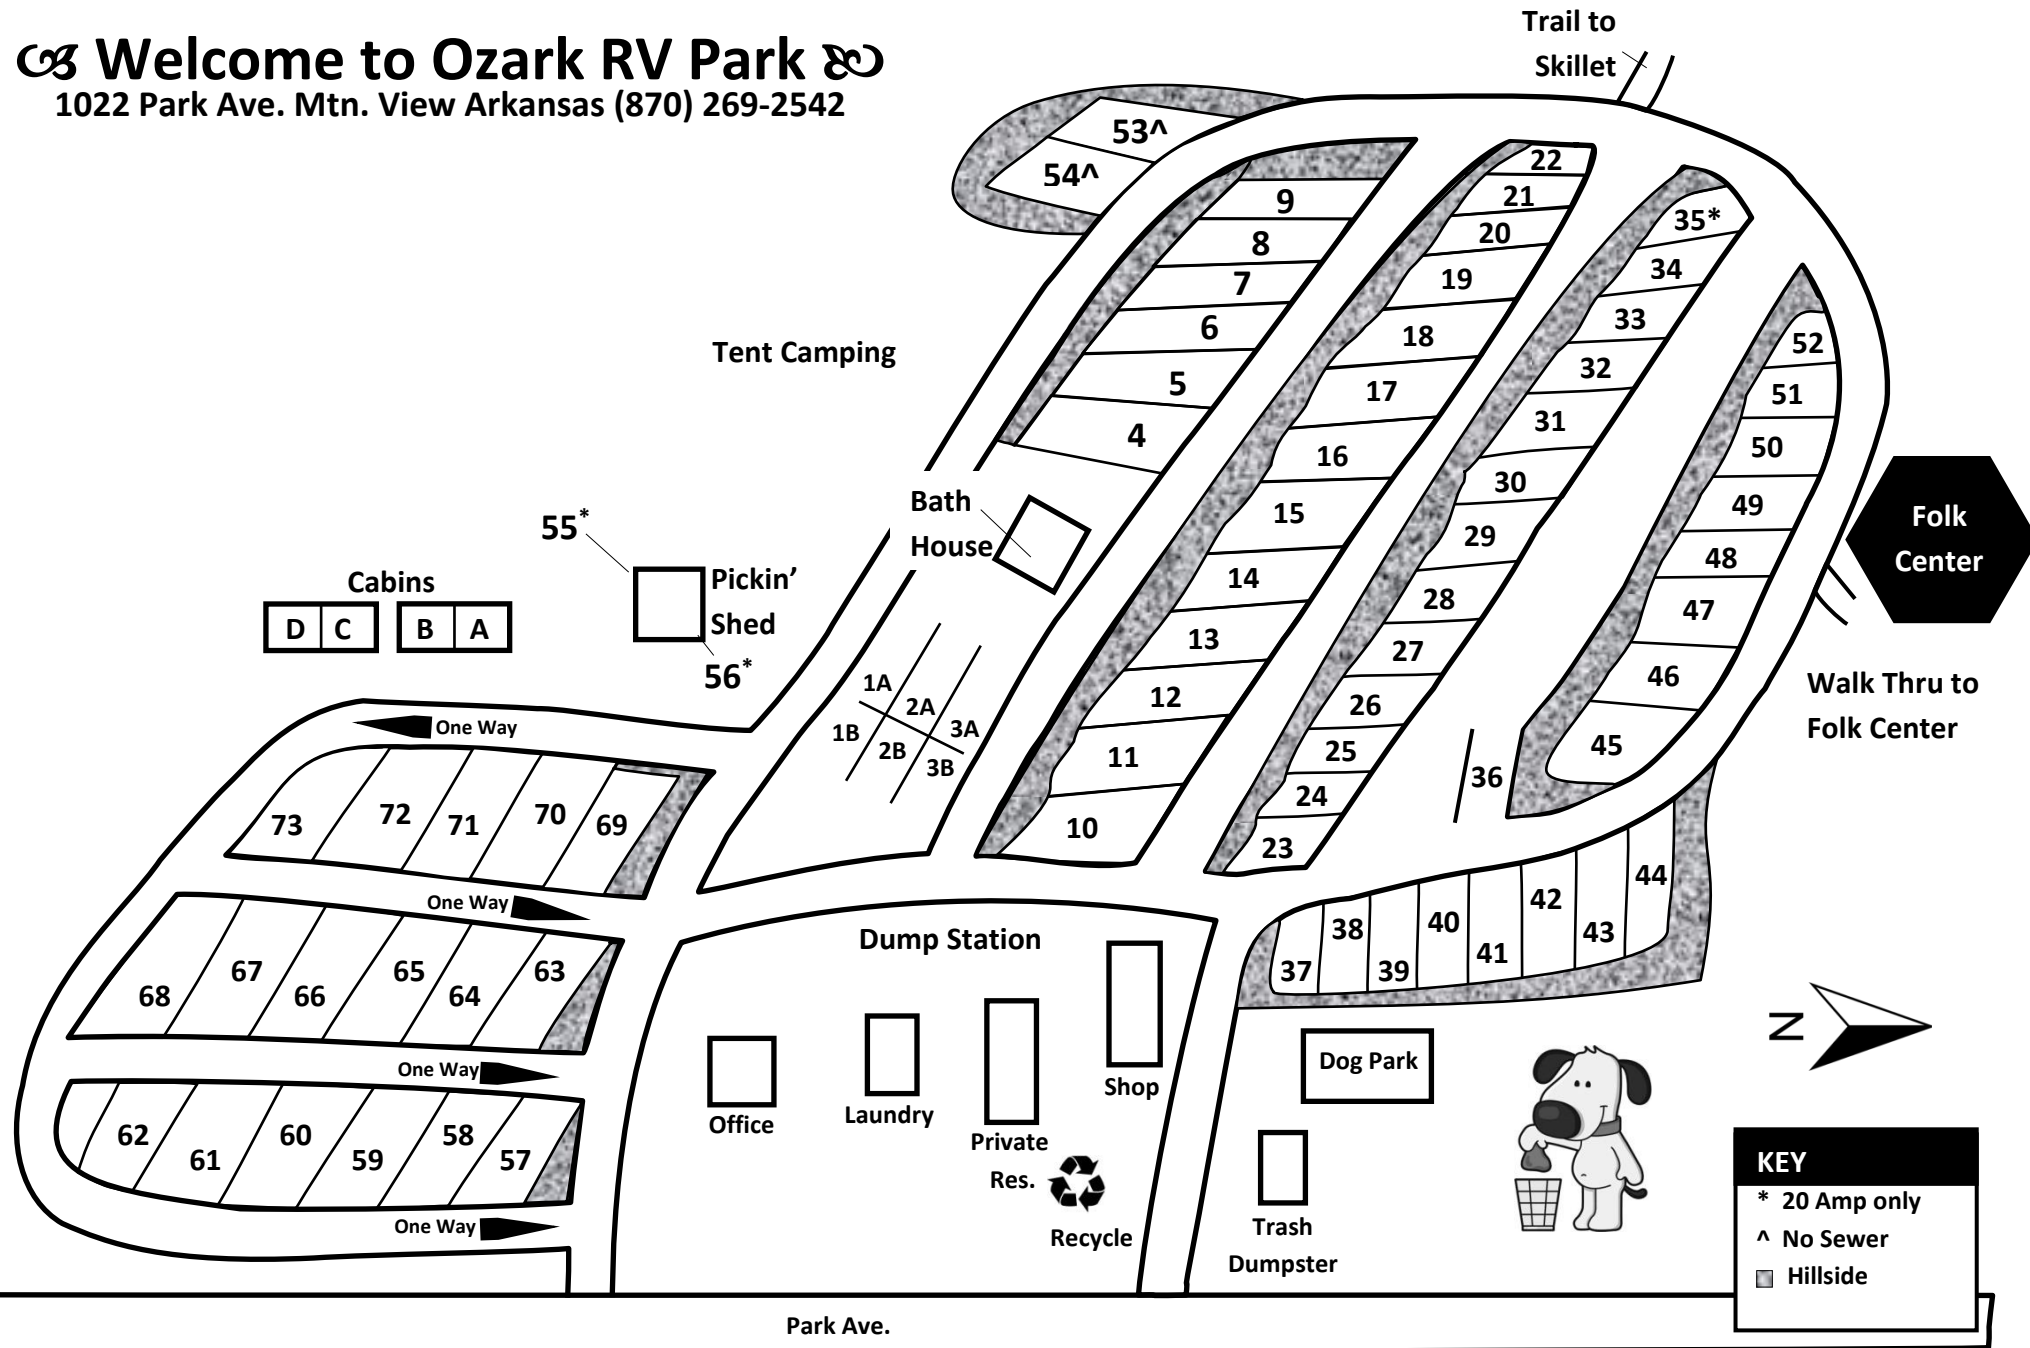 Welcome to Ozark RV Park
1022 Park Ave. Mtn. View Arkansas (870) 269-2542
Trail to
Skillet
53^
54^
9
8
7
6
5
4
22
21
20
19
18
17
16
15
14
13
12
11
10
35*
34
33
32
31
30
29
28
27
26
25
24
23
52
51
50
49
48
47
46
45
36
Folk
Center
Walk Thru to
Folk Center
Tent Camping
Bath
House
55*
Pickin’
Shed
56*
Cabins
D C B A
1A
2A
3A
1B
2B
3B
One Way
73 72 71 70 69
One Way
68 67 66 65 64 63
One Way
62 61 60 59 58 57
One Way
Dump Station
Office
Laundry
Private
Res.
Shop
Recycle
37 38 39 40 41 42 43 44
Dog Park
Trash
Dumpster
N
KEY
* 20 Amp only
^ No Sewer
Hillside
Park Ave.